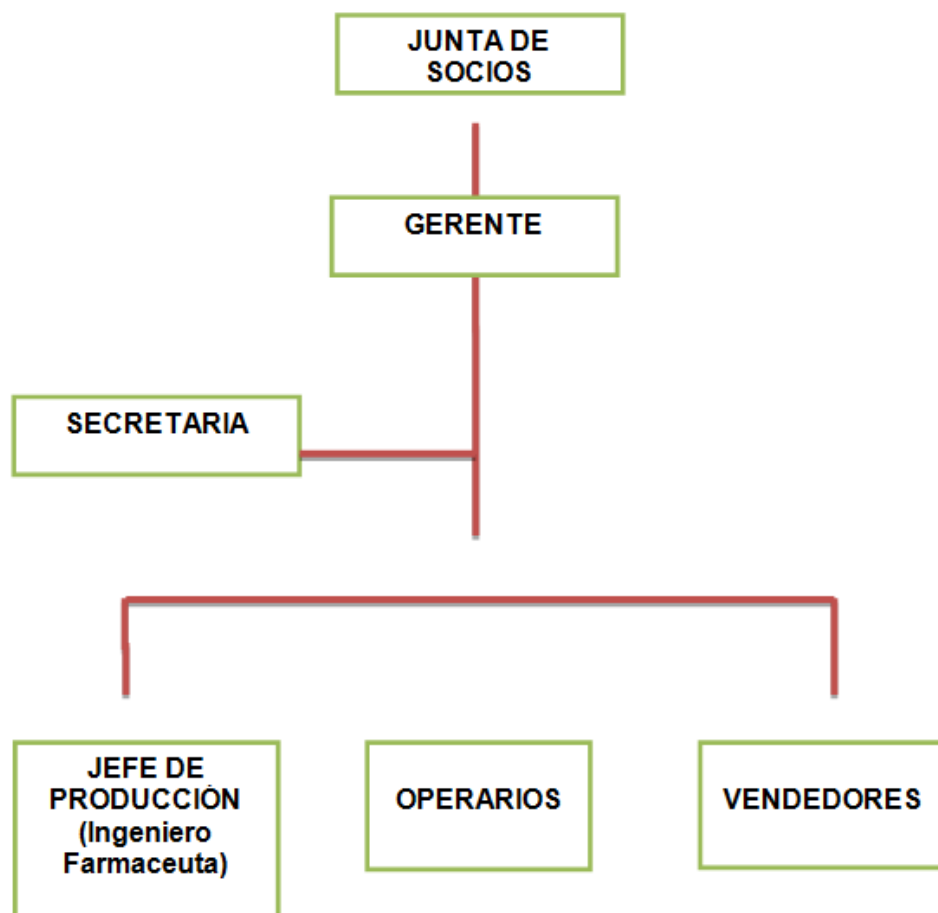 JUNTA DE
SOCIOS
GERENTE
SECRETARIA
JEFE DE
PRODUCCIÓN
(Ingeniero
Farmaceuta)
OPERARIOS
VENDEDORES